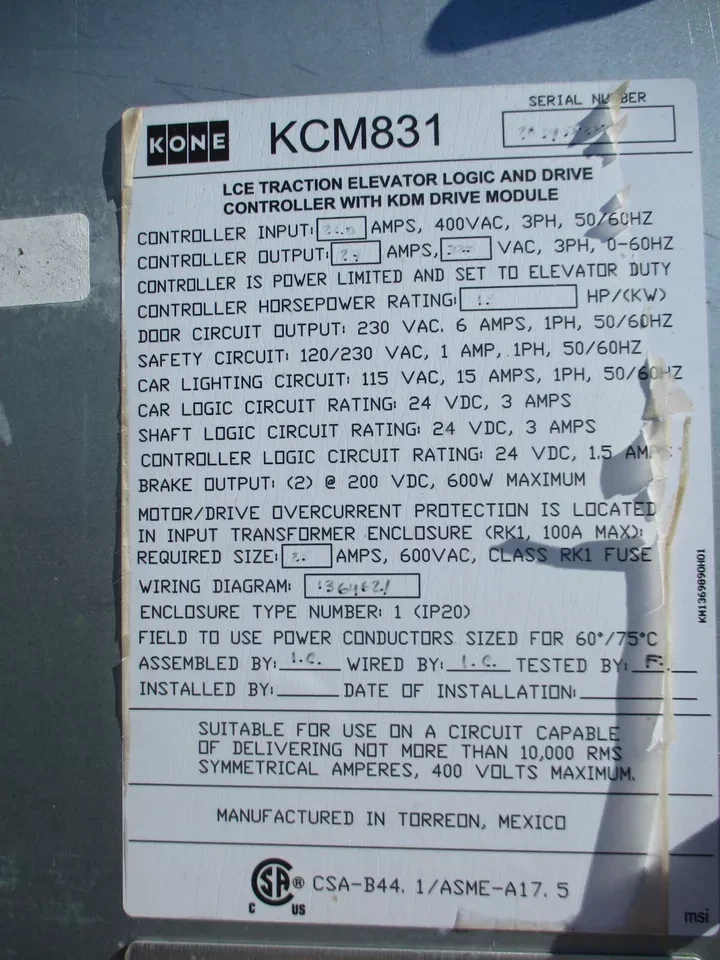 SERIAL NUMBER
KONE KCM831
LCE TRACTION ELEVATOR LOGIC AND DRIVE
CONTROLLER WITH KDM DRIVE MODULE
CONTROLLER INPUT: AMPS, 400VAC, 3PH, 50/60HZ
CONTROLLER OUTPUT: AMPS, VAC, 3PH, 0-60HZ
CONTROLLER IS POWER LIMITED AND SET TO ELEVATOR DUTY
CONTROLLER HORSEPOWER RATING: HP/(KW)
DOOR CIRCUIT OUTPUT: 230 VAC. 6 AMPS, 1PH, 50/60HZ
SAFETY CIRCUIT: 120/230 VAC, 1 AMP, 1PH, 50/60HZ
CAR LIGHTING CIRCUIT: 115 VAC, 15 AMPS, 1PH, 50/60HZ
CAR LOGIC CIRCUIT RATING: 24 VDC, 3 AMPS
SHAFT LOGIC CIRCUIT RATING: 24 VDC, 3 AMPS
CONTROLLER LOGIC CIRCUIT RATING: 24 VDC, 1.5 AMPS
BRAKE OUTPUT: (2) @ 200 VDC, 600W MAXIMUM
MOTOR/DRIVE OVERCURRENT PROTECTION IS LOCATED
IN INPUT TRANSFORMER ENCLOSURE (RK1, 100A MAX):
REQUIRED SIZE: AMPS, 600VAC, CLASS RK1 FUSE
WIRING DIAGRAM: 1364621
ENCLOSURE TYPE NUMBER: 1 (IP20)
FIELD TO USE POWER CONDUCTORS SIZED FOR 60°/75°C
ASSEMBLED BY: I.C. WIRED BY: I.C. TESTED BY: F.
INSTALLED BY: DATE OF INSTALLATION:
KM1369890H01
SUITABLE FOR USE ON A CIRCUIT CAPABLE
OF DELIVERING NOT MORE THAN 10,000 RMS
SYMMETRICAL AMPERES, 400 VOLTS MAXIMUM.
MANUFACTURED IN TORREON, MEXICO
SA ® CSA-B44. 1/ASME-A17. 5
C US
msi